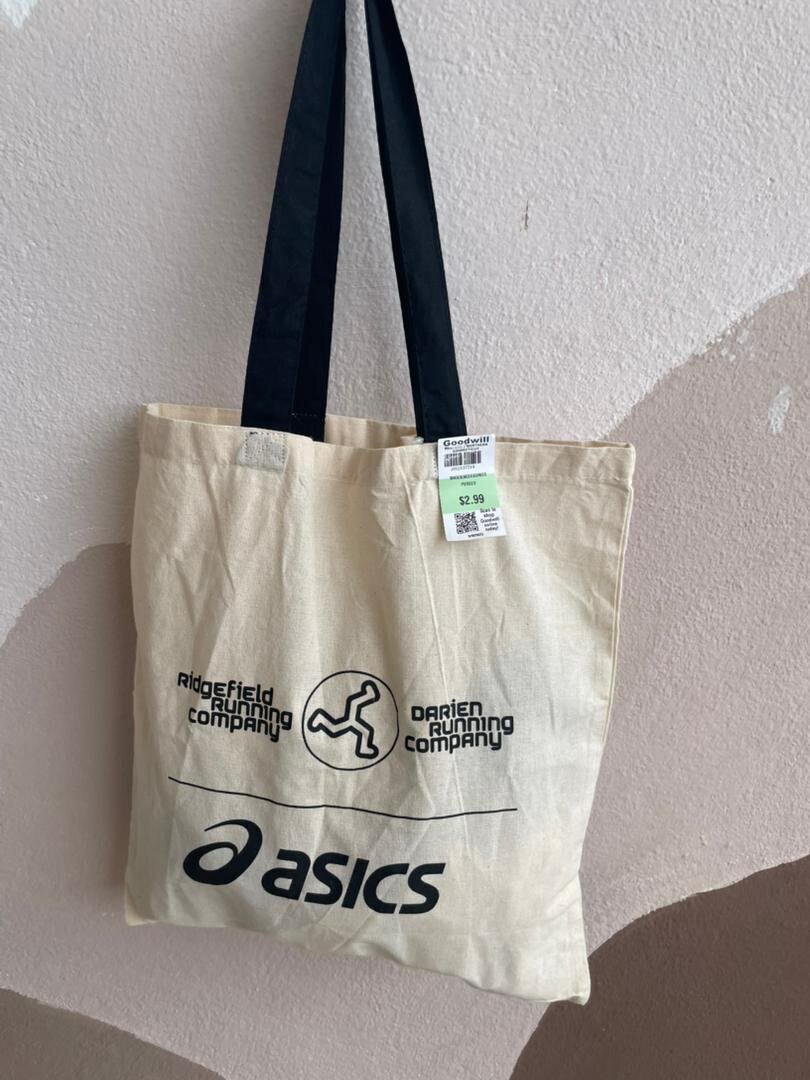 Goodwill
$2.99
Scan to
shop
Goodwill
online
today!
Ridgefield
Running
Company
Darien
Running
Company
asics